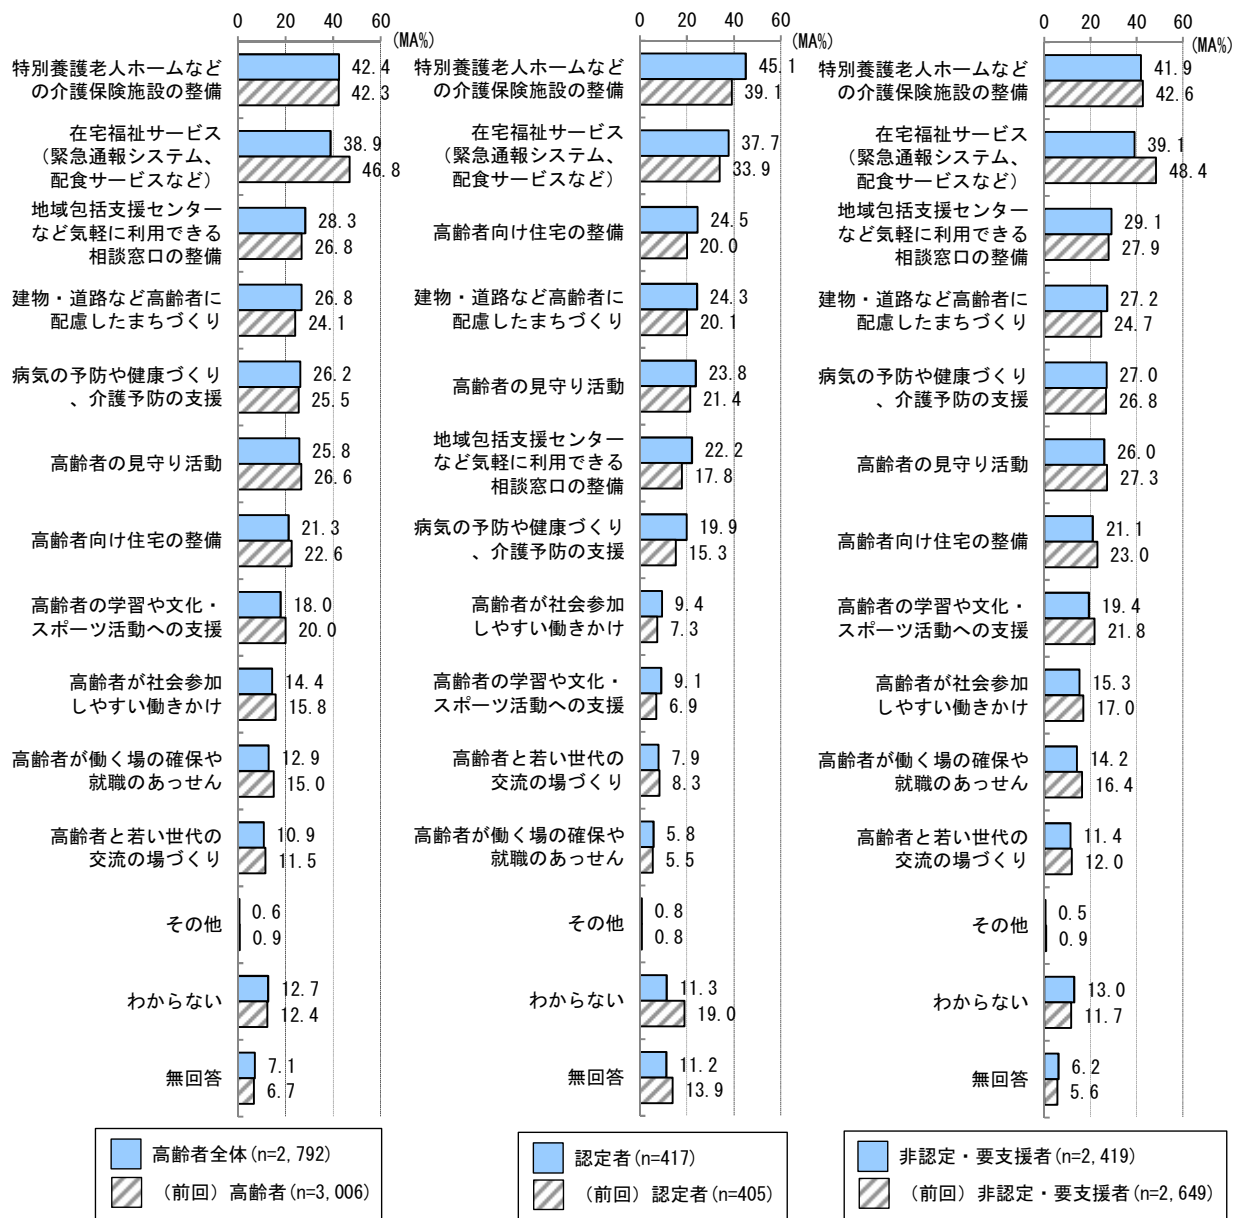 0 20 40 60
(MA%)
特別養護老人ホームなど
の介護保険施設の整備
42.4
42.3
在宅福祉サービス
(緊急通報システム、
配食サービスなど)
38.9
46.8
地域包括支援センター
など気軽に利用できる
相談窓口の整備
28.3
26.8
建物・道路など高齢者に
配慮したまちづくり
26.8
24.1
病気の予防や健康づくり
、介護予防の支援
26.2
25.5
高齢者の見守り活動
25.8
26.6
高齢者向け住宅の整備
21.3
22.6
高齢者の学習や文化・
スポーツ活動への支援
18.0
20.0
高齢者が社会参加
しやすい働きかけ
14.4
15.8
高齢者が働く場の確保や
就職のあっせん
12.9
15.0
高齢者と若い世代の
交流の場づくり
10.9
11.5
その他
0.6
0.9
わからない
12.7
12.4
無回答
7.1
6.7
高齢者全体(n=2,792)
(前回)高齢者(n=3,006)
0 20 40 60
(MA%)
特別養護老人ホームなど
の介護保険施設の整備
45.1
39.1
在宅福祉サービス
(緊急通報システム、
配食サービスなど)
37.7
33.9
高齢者向け住宅の整備
24.5
20.0
建物・道路など高齢者に
配慮したまちづくり
24.3
20.1
高齢者の見守り活動
23.8
21.4
地域包括支援センター
など気軽に利用できる
相談窓口の整備
22.2
17.8
病気の予防や健康づくり
、介護予防の支援
19.9
15.3
高齢者が社会参加
しやすい働きかけ
9.4
7.3
高齢者の学習や文化・
スポーツ活動への支援
9.1
6.9
高齢者と若い世代の
交流の場づくり
7.9
8.3
高齢者が働く場の確保や
就職のあっせん
5.8
5.5
その他
0.8
0.8
わからない
11.3
19.0
無回答
11.2
13.9
認定者(n=417)
(前回)認定者(n=405)
0 20 40 60
(MA%)
特別養護老人ホームなど
の介護保険施設の整備
41.9
42.6
在宅福祉サービス
(緊急通報システム、
配食サービスなど)
39.1
48.4
地域包括支援センター
など気軽に利用できる
相談窓口の整備
29.1
27.9
建物・道路など高齢者に
配慮したまちづくり
27.2
24.7
病気の予防や健康づくり
、介護予防の支援
27.0
26.8
高齢者の見守り活動
26.0
27.3
高齢者向け住宅の整備
21.1
23.0
高齢者の学習や文化・
スポーツ活動への支援
19.4
21.8
高齢者が社会参加
しやすい働きかけ
15.3
17.0
高齢者が働く場の確保や
就職のあっせん
14.2
16.4
高齢者と若い世代の
交流の場づくり
11.4
12.0
その他
0.5
0.9
わからない
13.0
11.7
無回答
6.2
5.6
非認定・要支援者(n=2,419)
(前回)非認定・要支援者(n=2,649)